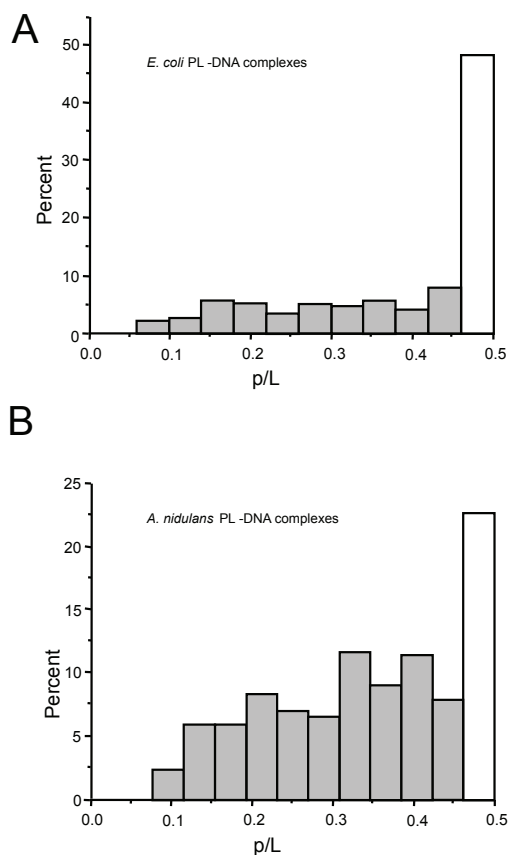 A
50
E. coli PL -DNA complexes
40
30
Percent
20
10
0
0.0 0.1 0.2 0.3 0.4 0.5
p/L
B
25
A. nidulans PL -DNA complexes
20
15
Percent
10
5
0
0.0 0.1 0.2 0.3 0.4 0.5
p/L